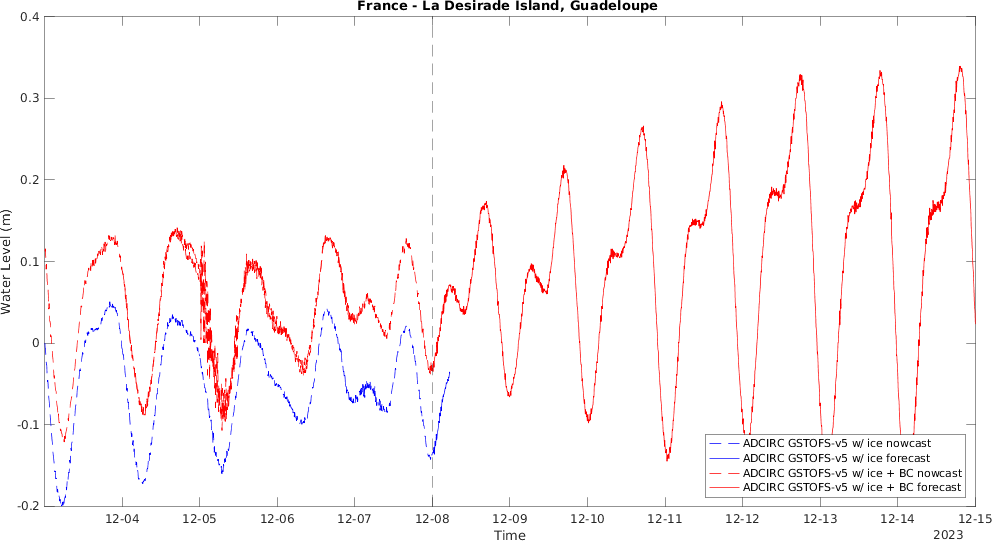 France - La Desirade Island, Guadeloupe
0.4
0.3
0.2
0.1
0
-0.1
-0.2
Water Level (m)
12-04
12-05
12-06
12-07
12-08
12-09
12-10
12-11
12-12
12-13
12-14
12-15
Time
2023
ADCIRC GSTOFS-v5 w/ ice nowcast
ADCIRC GSTOFS-v5 w/ ice forecast
ADCIRC GSTOFS-v5 w/ ice + BC nowcast
ADCIRC GSTOFS-v5 w/ ice + BC forecast